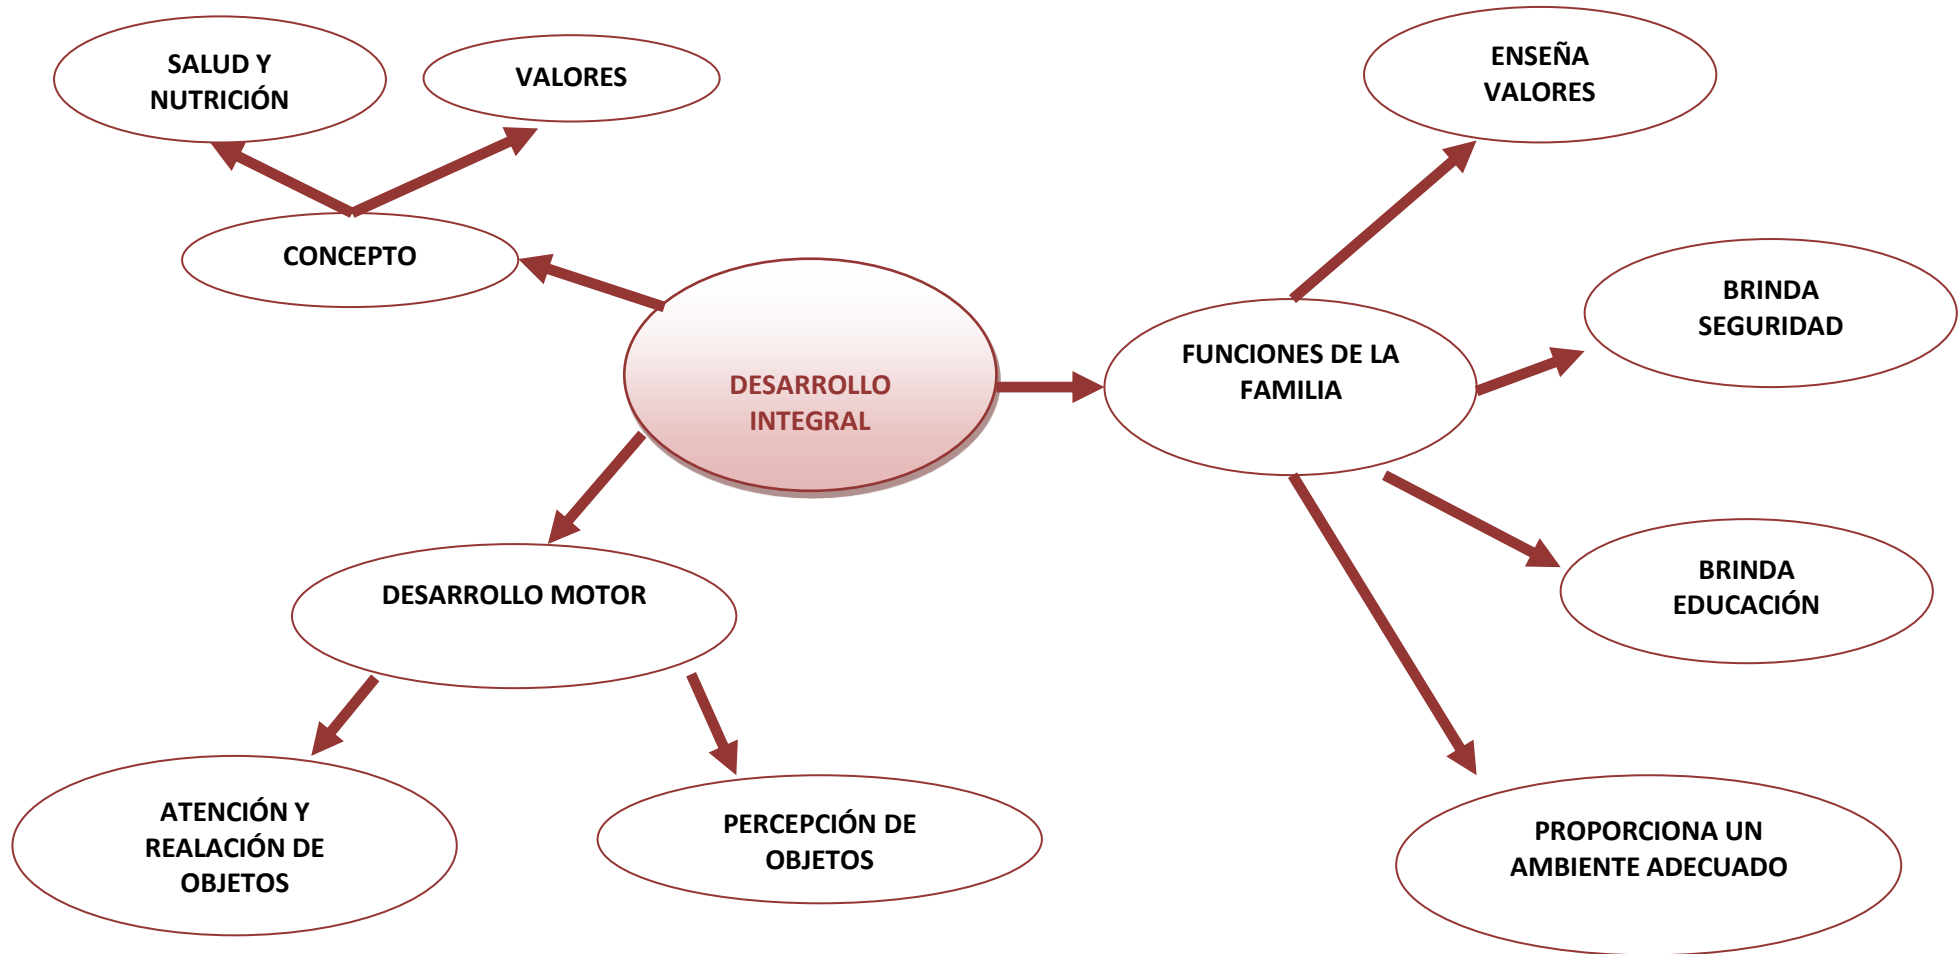 SALUD Y
NUTRICIÓN
VALORES
ENSEÑA
VALORES
CONCEPTO
BRINDA
SEGURIDAD
DESARROLLO
INTEGRAL
FUNCIONES DE LA
FAMILIA
DESARROLLO MOTOR
BRINDA
EDUCACIÓN
ATENCIÓN Y
REALACIÓN DE
OBJETOS
PERCEPCIÓN DE
OBJETOS
PROPORCIONA UN
AMBIENTE ADECUADO